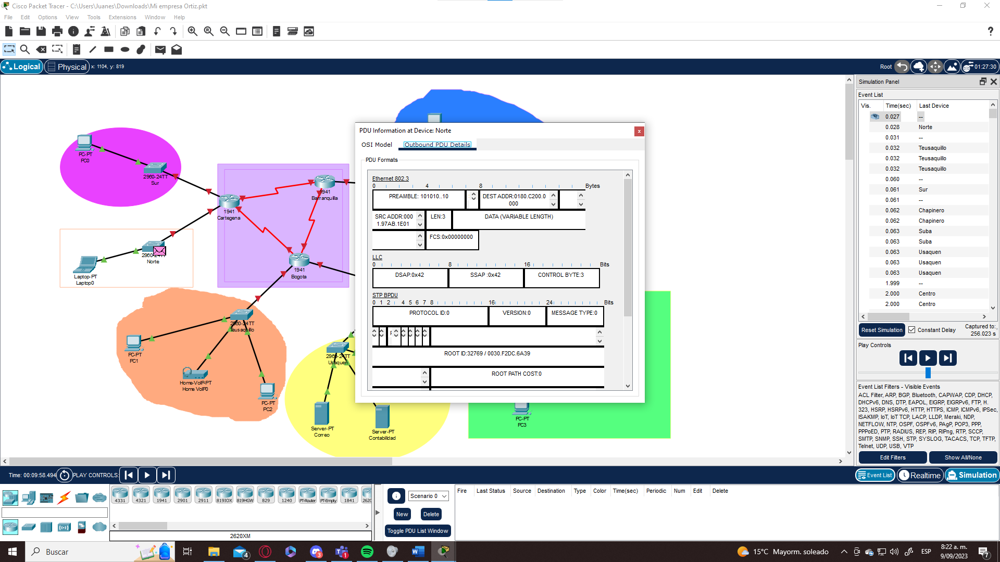 Cisco Packet Tracer - C:\Users\Juanes\Downloads\Mi empresa Ortiz.pkt
File Edit Options View Tools Extensions Window Help
Logical Physical x: 1104, y: 819
Root 01:27:30
PC-PT
PC0
2960-24TT
Sur
1941
Cartegena
1941
Barranquilla
1941
Bogota
Norte
Laptop-PT
Laptop0
2960-24TT
Teusaquillo
PC-PT
PC1
Home-VoIP-PT
Home VoIP0
PC-PT
PC2
2960-24TT
Usaquen
Server-PT
Correo
Server-PT
Contabilidad
PC-PT
PC3
PDU Information at Device: Norte
OSI Model Outbound PDU Details
PDU Formats
Ethernet 802.3
0 4 8 Bytes
PREAMBLE: 101010..10
DEST ADDR:0180.C200.0
000
SRC ADDR:000
1.97AB.1E01
LEN:3
DATA (VARIABLE LENGTH)
FCS:0x00000000
LLC
0 8 16 Bits
DSAP:0x42 SSAP :0x42 CONTROL BYTE:3
STP BPDU
0 1 2 4 5 6 7 8 16 24 Bits
PROTOCOL ID:0 VERSION:0 MESSAGE TYPE:0
ROOT ID:32769 / 0030.F2DC.6A39
ROOT PATH COST:0
Simulation Panel
Event List
Vis. Time(sec) Last Device
0.027 --
0.028 Norte
0.031 --
0.032 Teusaquillo
0.032 Teusaquillo
0.032 Teusaquillo
0.060 --
0.061 Sur
0.061 --
0.062 Chapinero
0.062 Chapinero
0.063 Suba
0.063 Suba
0.063 Usaquen
0.063 Usaquen
0.063 Usaquen
1.999 --
2.000 Centro
2.000 Centro
Reset Simulation Constant Delay Captured to:
256.023 s
Play Controls
Event List Filters - Visible Events
ACL Filter, ARP, BGP, Bluetooth, CAPWAP, CDP, DHCP,
DHCPv6, DNS, DTP, EAPOL, EIGRP, EIGRPv6, FTP, H.
323, HSRP, HSRPv6, HTTP, HTTPS, ICMP, ICMPv6, IPSec,
ISAKMP, IoT, IoT TCP, LACP, LLDP, Meraki, NDP,
NETFLOW, NTP, OSPF, OSPFv6, PAgP, POP3, PPP,
PPPoED, PTP, RADIUS, REP, RIP, RIPng, RTP, SCCP,
SMTP, SNMP, SSH, STP, SYSLOG, TACACS, TCP, TFTP,
Telnet, UDP, USB, VTP
Edit Filters Show All/None
Time: 00:09:58.494 PLAY CONTROLS:
Event List Realtime Simulation
4331 4321 1941 2901 2911 819IOX 819HGW 829 1240 PT-Router PT-Empty 1841 2620
2620XM
Scenario 0
New Delete
Toggle PDU List Window
Fire Last Status Source Destination Type Color Time(sec) Periodic Num Edit Delete
Buscar
4
3
1
15°C Mayorm. soleado
ESP
8:22 a. m.
9/09/2023
7